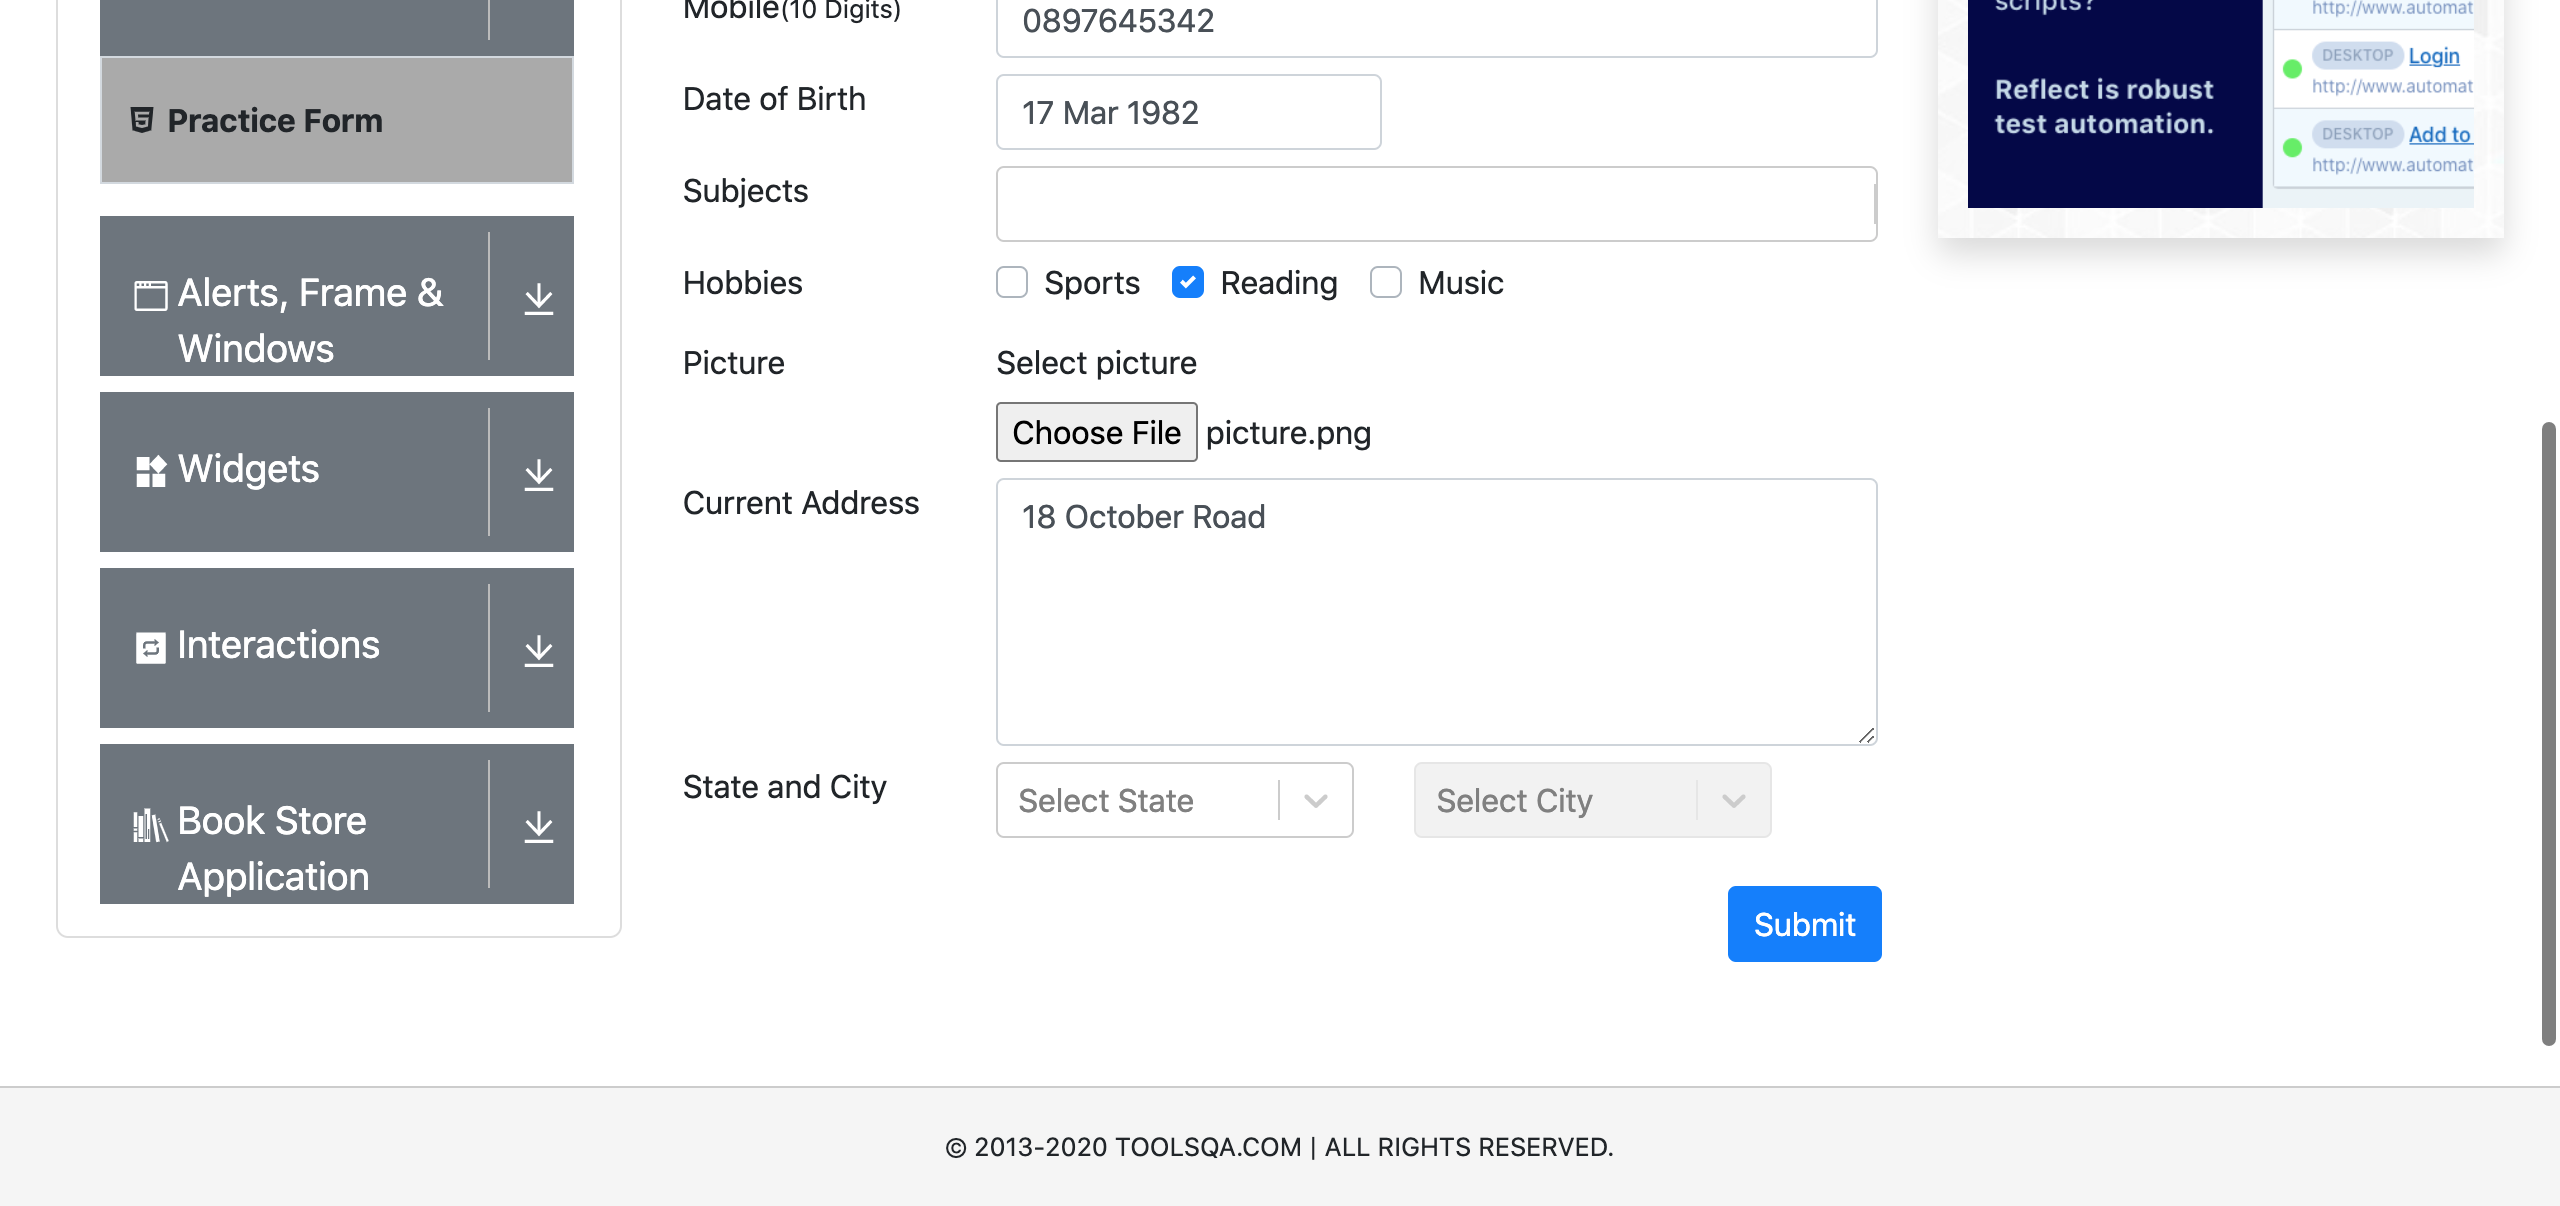 Practice Form
Alerts, Frame &
Windows
Widgets
Interactions
Book Store
Application
Mobile(10 Digits)
0897645342
Date of Birth
17 Mar 1982
Subjects
Hobbies
Sports
Reading
Music
Picture
Select picture
Choose File picture.png
Current Address
18 October Road
State and City
Select State
Select City
Submit
scripts?
Reflect is robust
test automation.
http://www.automat
DESKTOP Login
http://www.automat
DESKTOP Add to
http://www.automat
© 2013-2020 TOOLSQA.COM | ALL RIGHTS RESERVED.